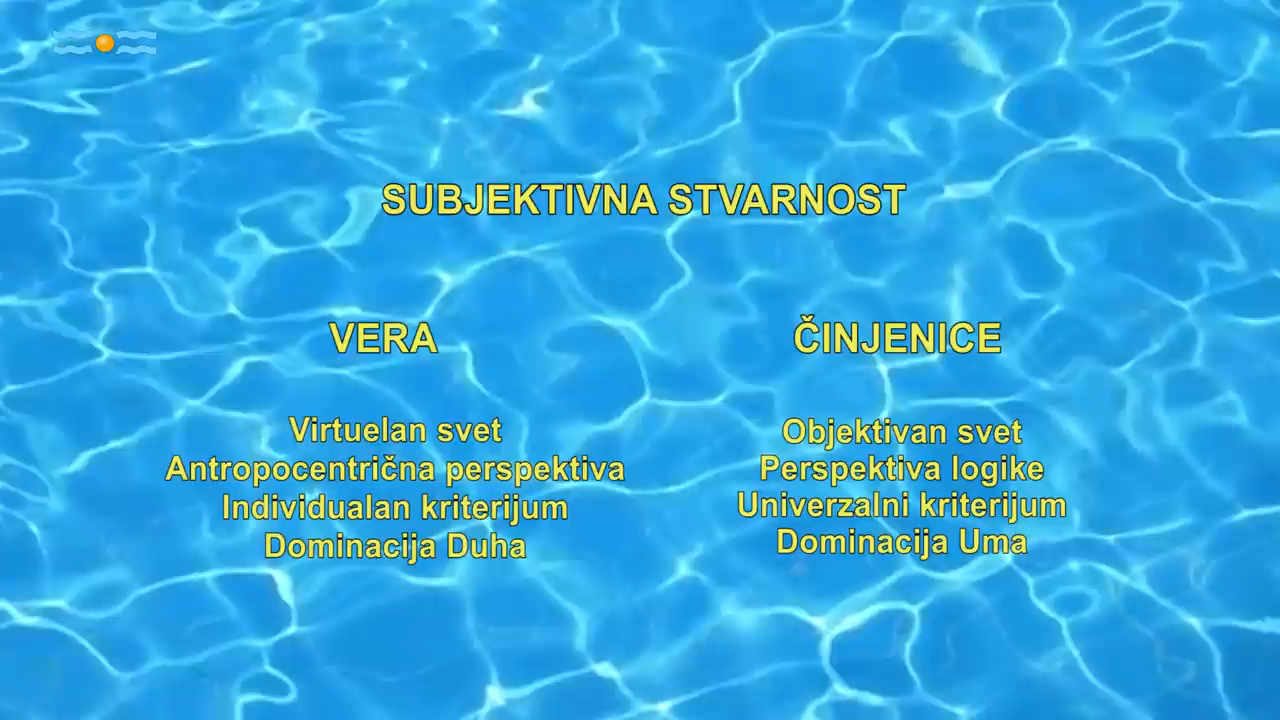 SUBJEKTIVNA STVARNOST
VERA
Virtuelan svet
Antropocentrična perspektiva
Individualan kriterijum
Dominacija Duha
ČINJENICE
Objektivan svet
Perspektiva logike
Univerzalni kriterijum
Dominacija Uma